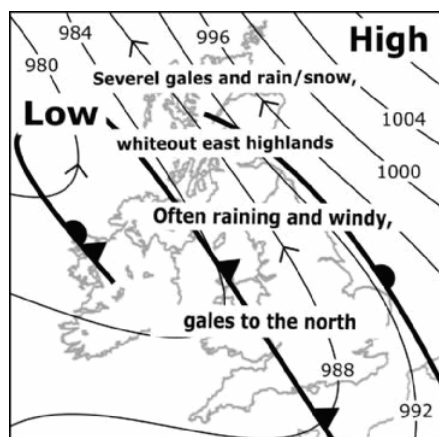 984
996
High
980
Severel gales and rain/snow,
Low
1004
whiteout east highlands
1000
Often raining and windy,
gales to the north
988
992